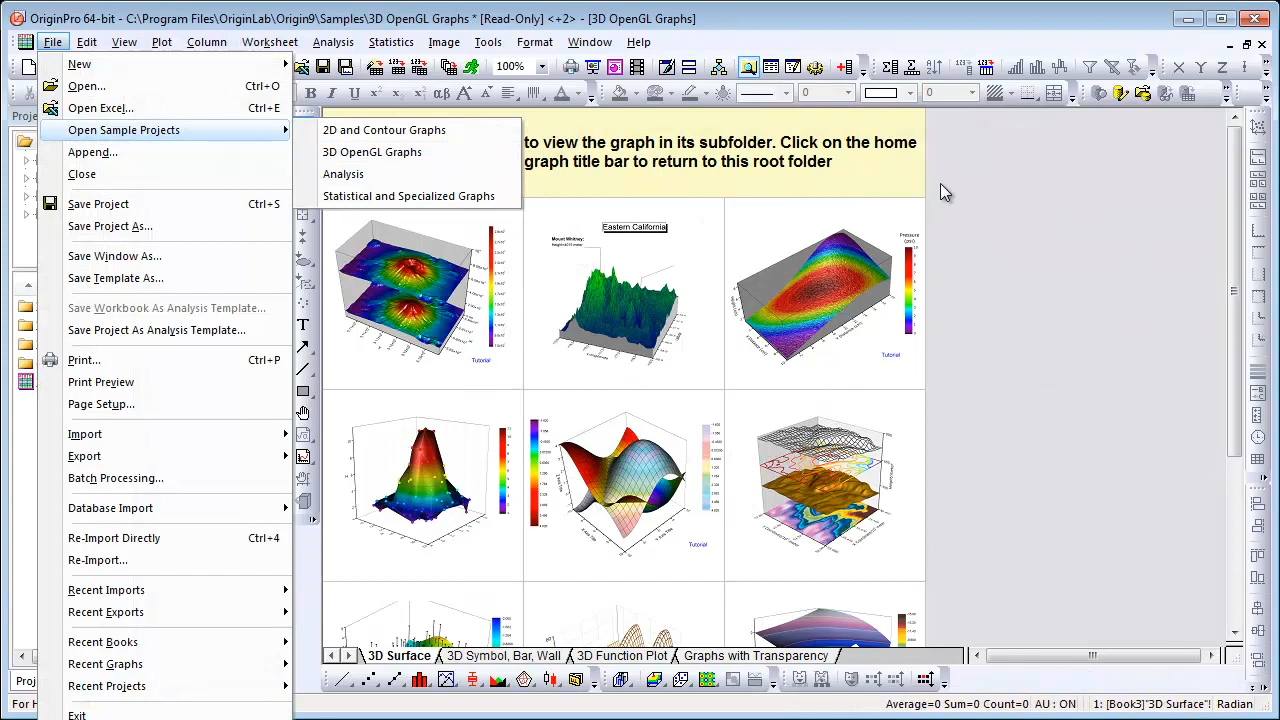 OriginPro 64-bit - C:\Program Files\OriginLab\Origin9\Samples\3D OpenGL Graphs * [Read-Only] <+2> - [3D OpenGL Graphs]
File Edit View Plot Column Worksheet Analysis Statistics Image Tools Format Window Help
100%
New
Open... Ctrl+O
Open Excel... Ctrl+E
Open Sample Projects
Append...
Close
Save Project Ctrl+S
Save Project As...
Save Window As...
Save Template As...
Save Workbook As Analysis Template...
Save Project As Analysis Template...
Print... Ctrl+P
Print Preview
Page Setup...
Import
Export
Batch Processing...
Database Import
Re-Import Directly Ctrl+4
Re-Import...
Recent Imports
Recent Exports
Recent Books
Recent Graphs
Recent Projects
Exit
2D and Contour Graphs
3D OpenGL Graphs
Analysis
Statistical and Specialized Graphs
to view the graph in its subfolder. Click on the home
graph title bar to return to this root folder
Eastern California
Mount Whitney:
Pressure
(psi)
Tutorial
Tutorial
Tutorial
3D Surface 3D Symbol, Bar, Wall 3D Function Plot Graphs with Transparency
Proje
Proj
For H
Average=0 Sum=0 Count=0 AU : ON 1: [Book3]"3D Surface"! Radian